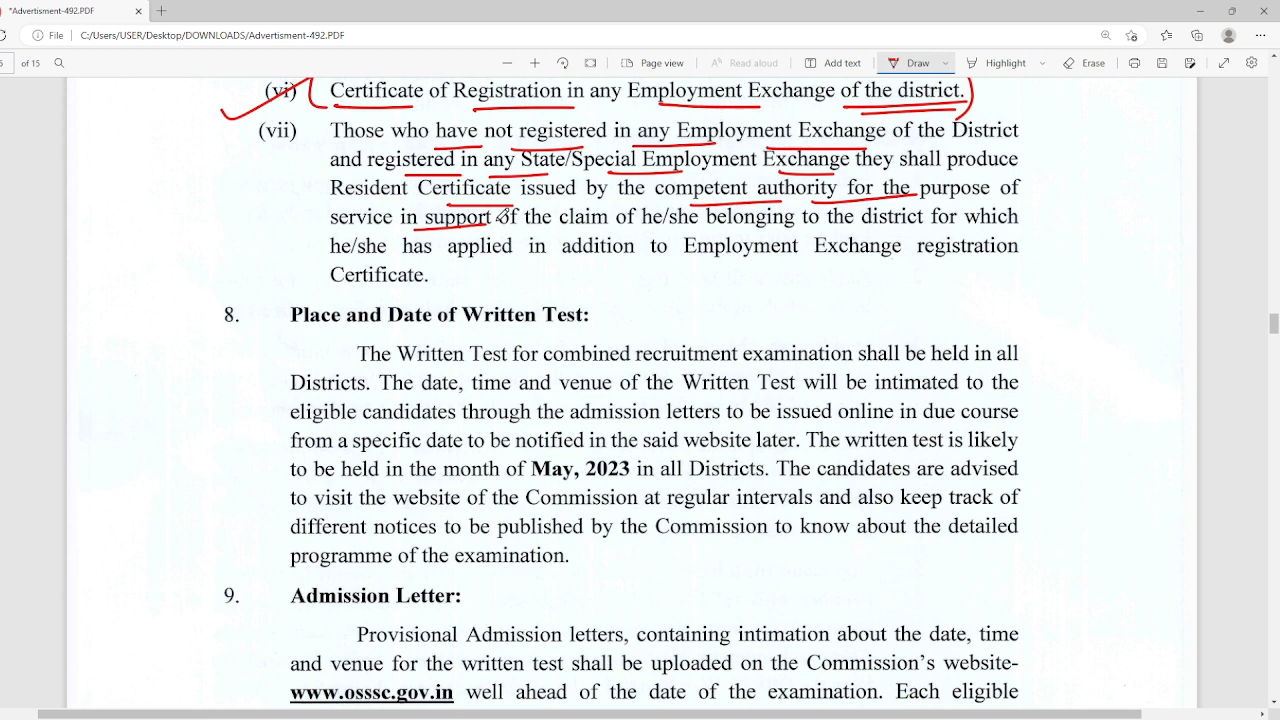 *Advertisment-492.PDF
File C:/Users/USER/Desktop/DOWNLOADS/Advertisment-492.PDF
of 15 Page view Read aloud Add text Draw Highlight Erase
(vi) Certificate of Registration in any Employment Exchange of the district.
(vii) Those who have not registered in any Employment Exchange of the District
and registered in any State/Special Employment Exchange they shall produce
Resident Certificate issued by the competent authority for the purpose of
service in support of the claim of he/she belonging to the district for which
he/she has applied in addition to Employment Exchange registration
Certificate.
8. Place and Date of Written Test:
The Written Test for combined recruitment examination shall be held in all
Districts. The date, time and venue of the Written Test will be intimated to the
eligible candidates through the admission letters to be issued online in due course
from a specific date to be notified in the said website later. The written test is likely
to be held in the month of May, 2023 in all Districts. The candidates are advised
to visit the website of the Commission at regular intervals and also keep track of
different notices to be published by the Commission to know about the detailed
programme of the examination.
9. Admission Letter:
Provisional Admission letters, containing intimation about the date, time
and venue for the written test shall be uploaded on the Commission's website-
www.osssc.gov.in well ahead of the date of the examination. Each eligible